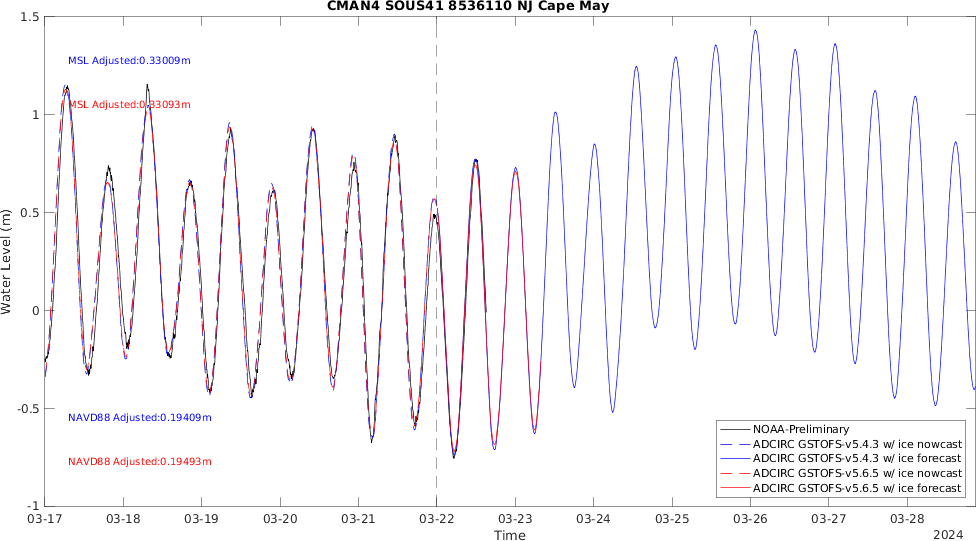 CMAN4 SOUS41 8536110 NJ Cape May
1.5
1
0.5
0
-0.5
-1
Water Level (m)
MSL Adjusted:0.33009m
MSL Adjusted:0.33093m
NAVD88 Adjusted:0.19409m
NAVD88 Adjusted:0.19493m
NOAA-Preliminary
ADCIRC GSTOFS-v5.4.3 w/ ice nowcast
ADCIRC GSTOFS-v5.4.3 w/ ice forecast
ADCIRC GSTOFS-v5.6.5 w/ ice nowcast
ADCIRC GSTOFS-v5.6.5 w/ ice forecast
03-17 03-18 03-19 03-20 03-21 03-22 03-23 03-24 03-25 03-26 03-27 03-28
Time
2024